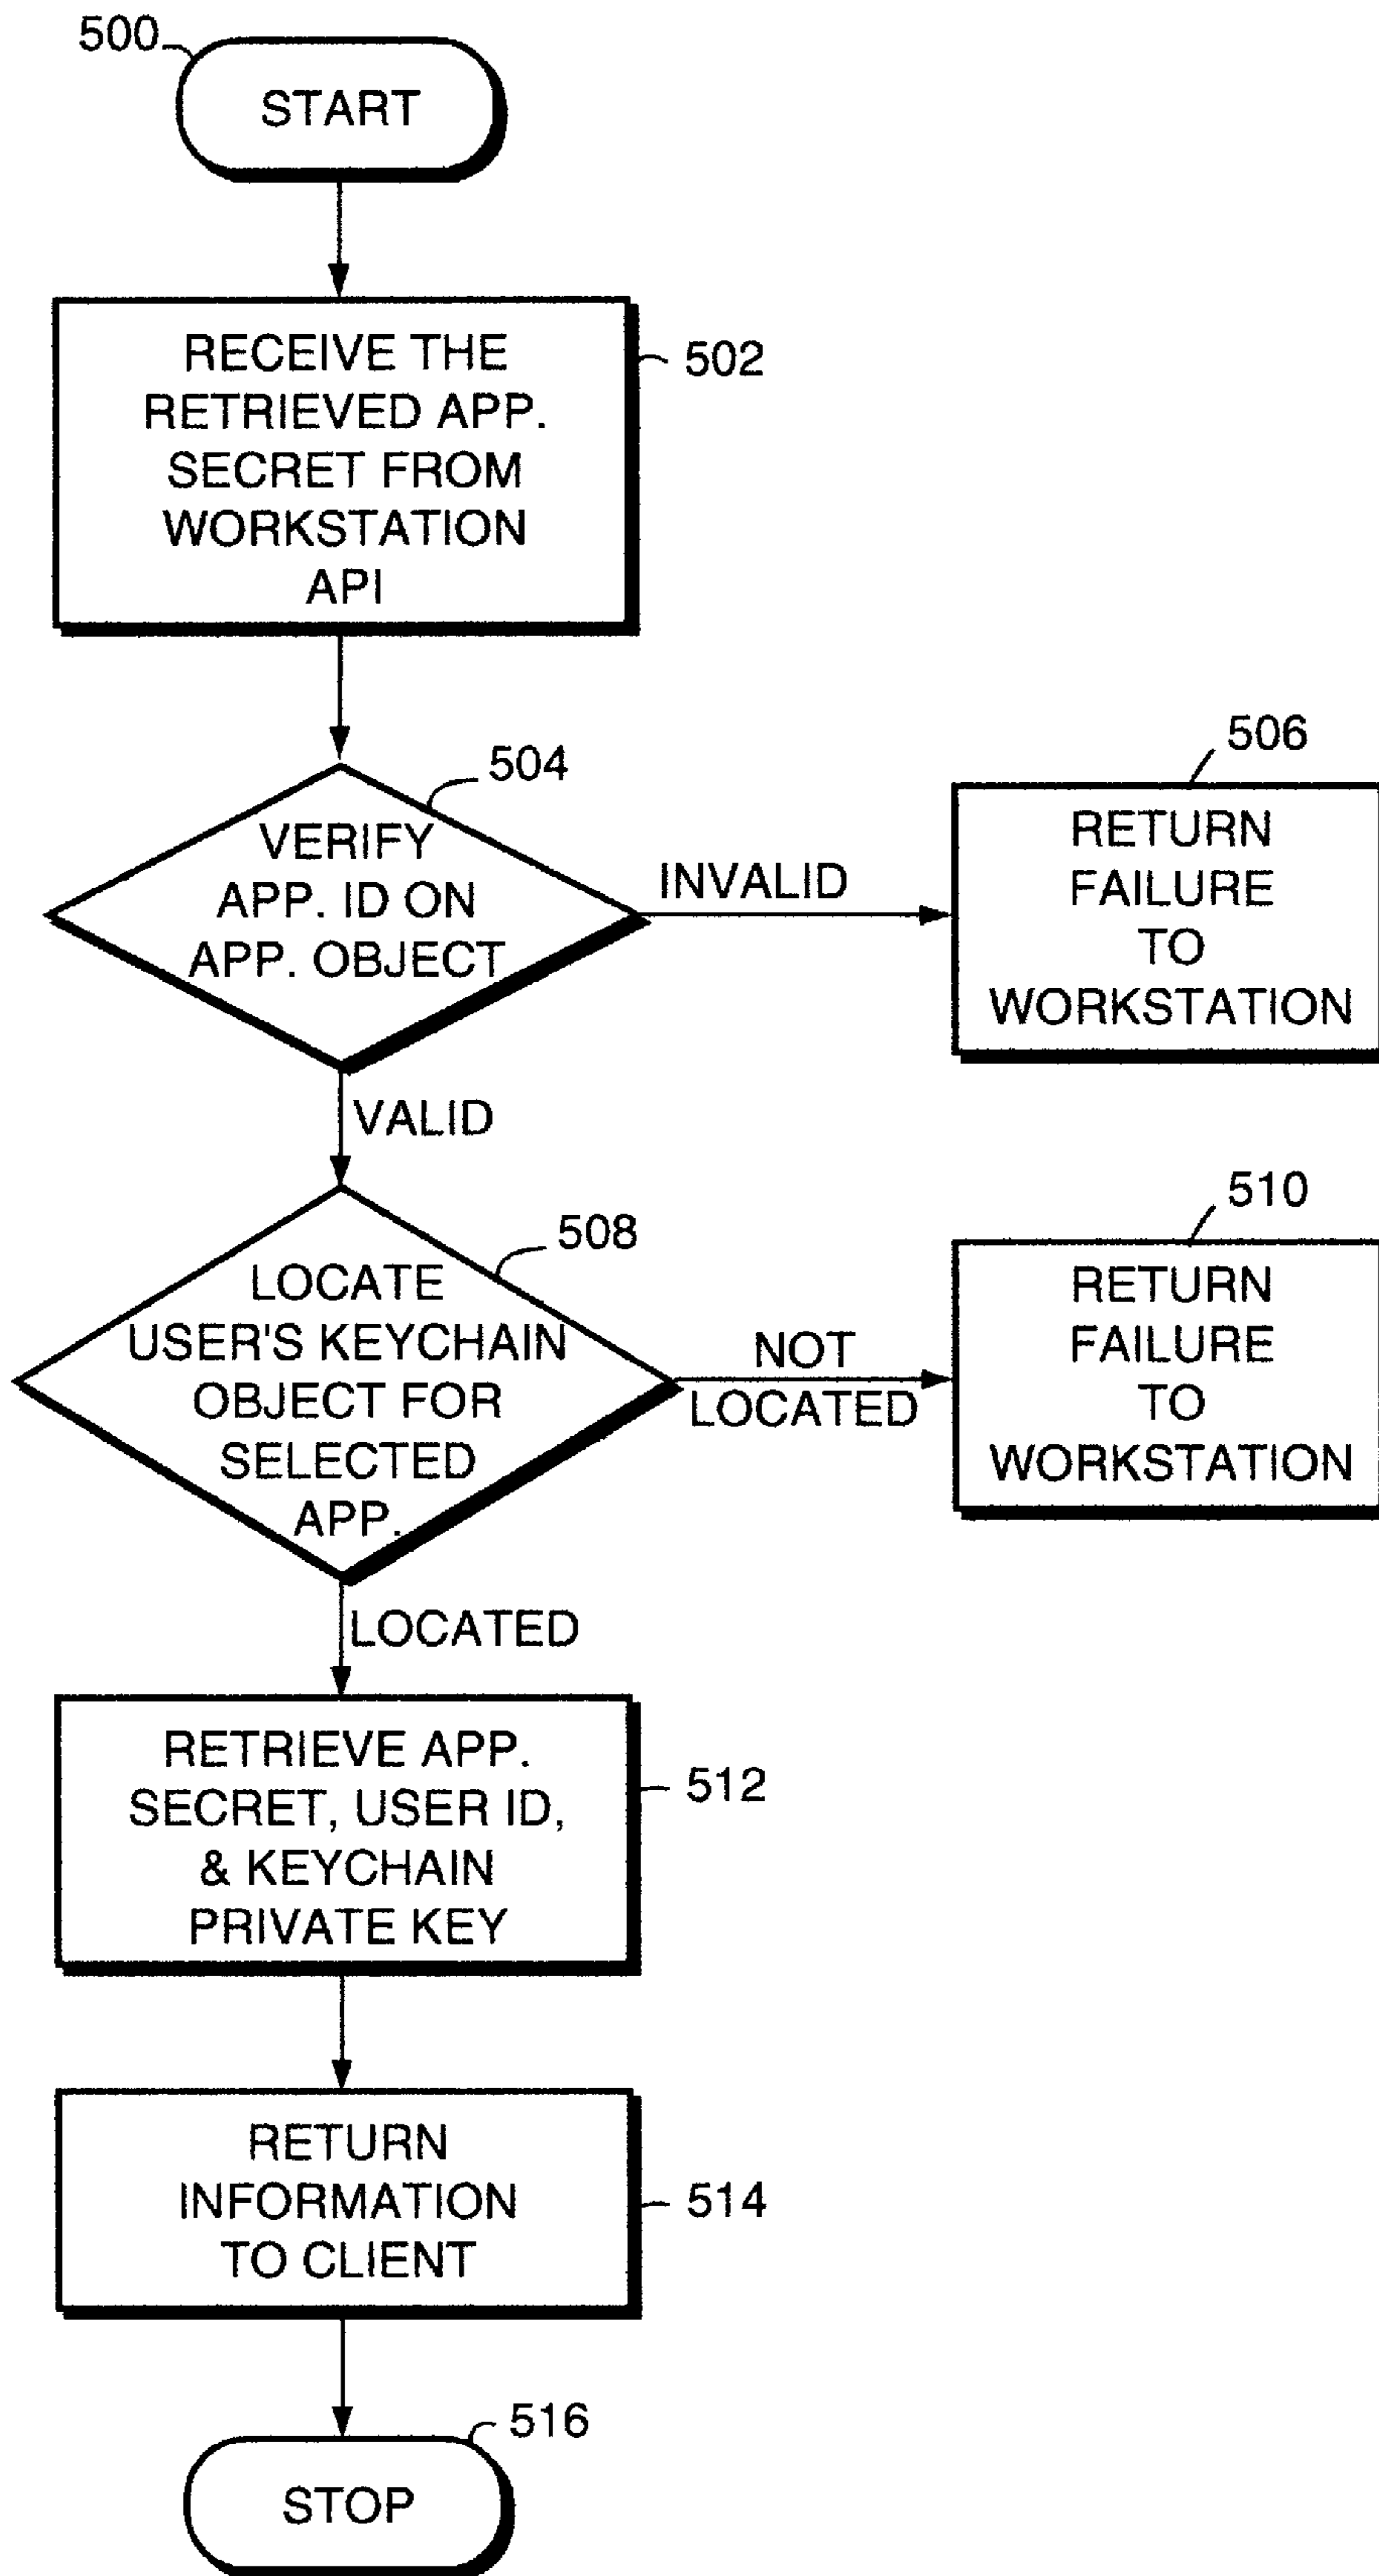 500
START
RECEIVE THE
RETRIEVED APP.
SECRET FROM
WORKSTATION
API
502
504
VERIFY
APP. ID ON
APP. OBJECT
INVALID
506
RETURN
FAILURE
TO
WORKSTATION
VALID
508
LOCATE
USER'S KEYCHAIN
OBJECT FOR
SELECTED
APP.
NOT
LOCATED
510
RETURN
FAILURE
TO
WORKSTATION
LOCATED
RETRIEVE APP.
SECRET, USER ID,
& KEYCHAIN
PRIVATE KEY
512
RETURN
INFORMATION
TO CLIENT
514
516
STOP